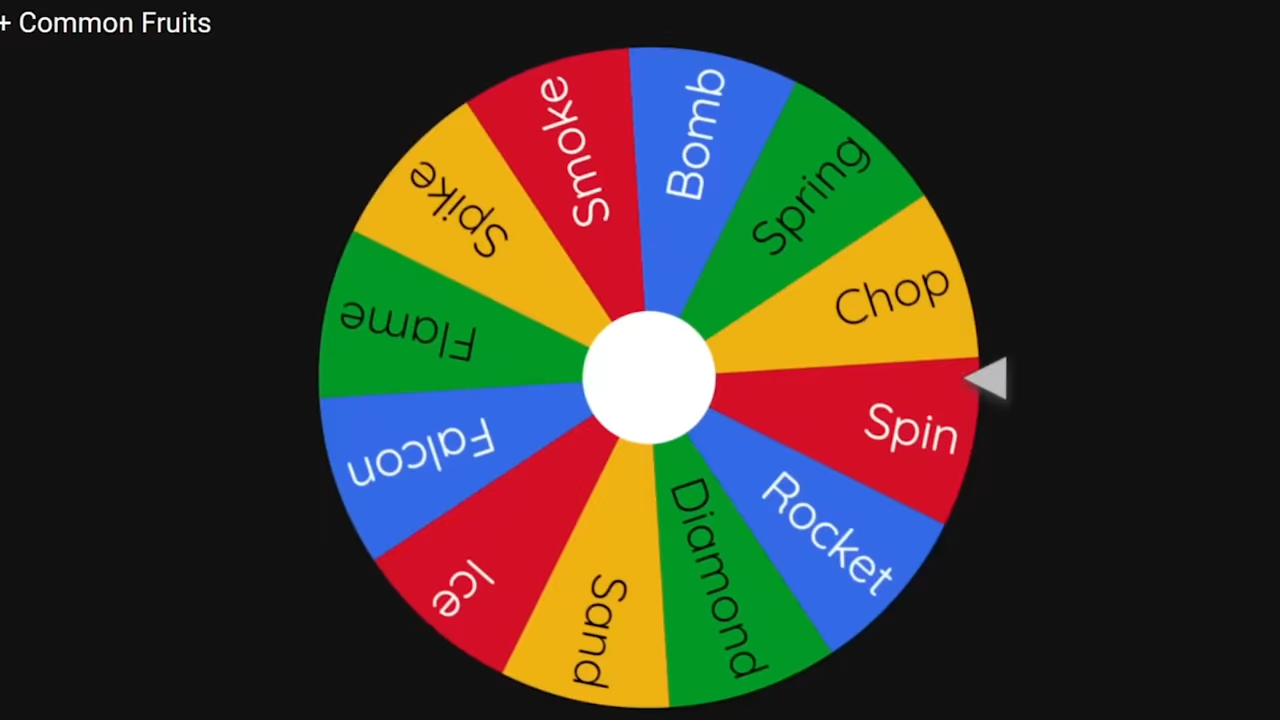 + Common Fruits
Bomb
Spring
Chop
Spin
Rocket
Diamond
Sand
Ice
Falcon
Flame
Spike
Smoke